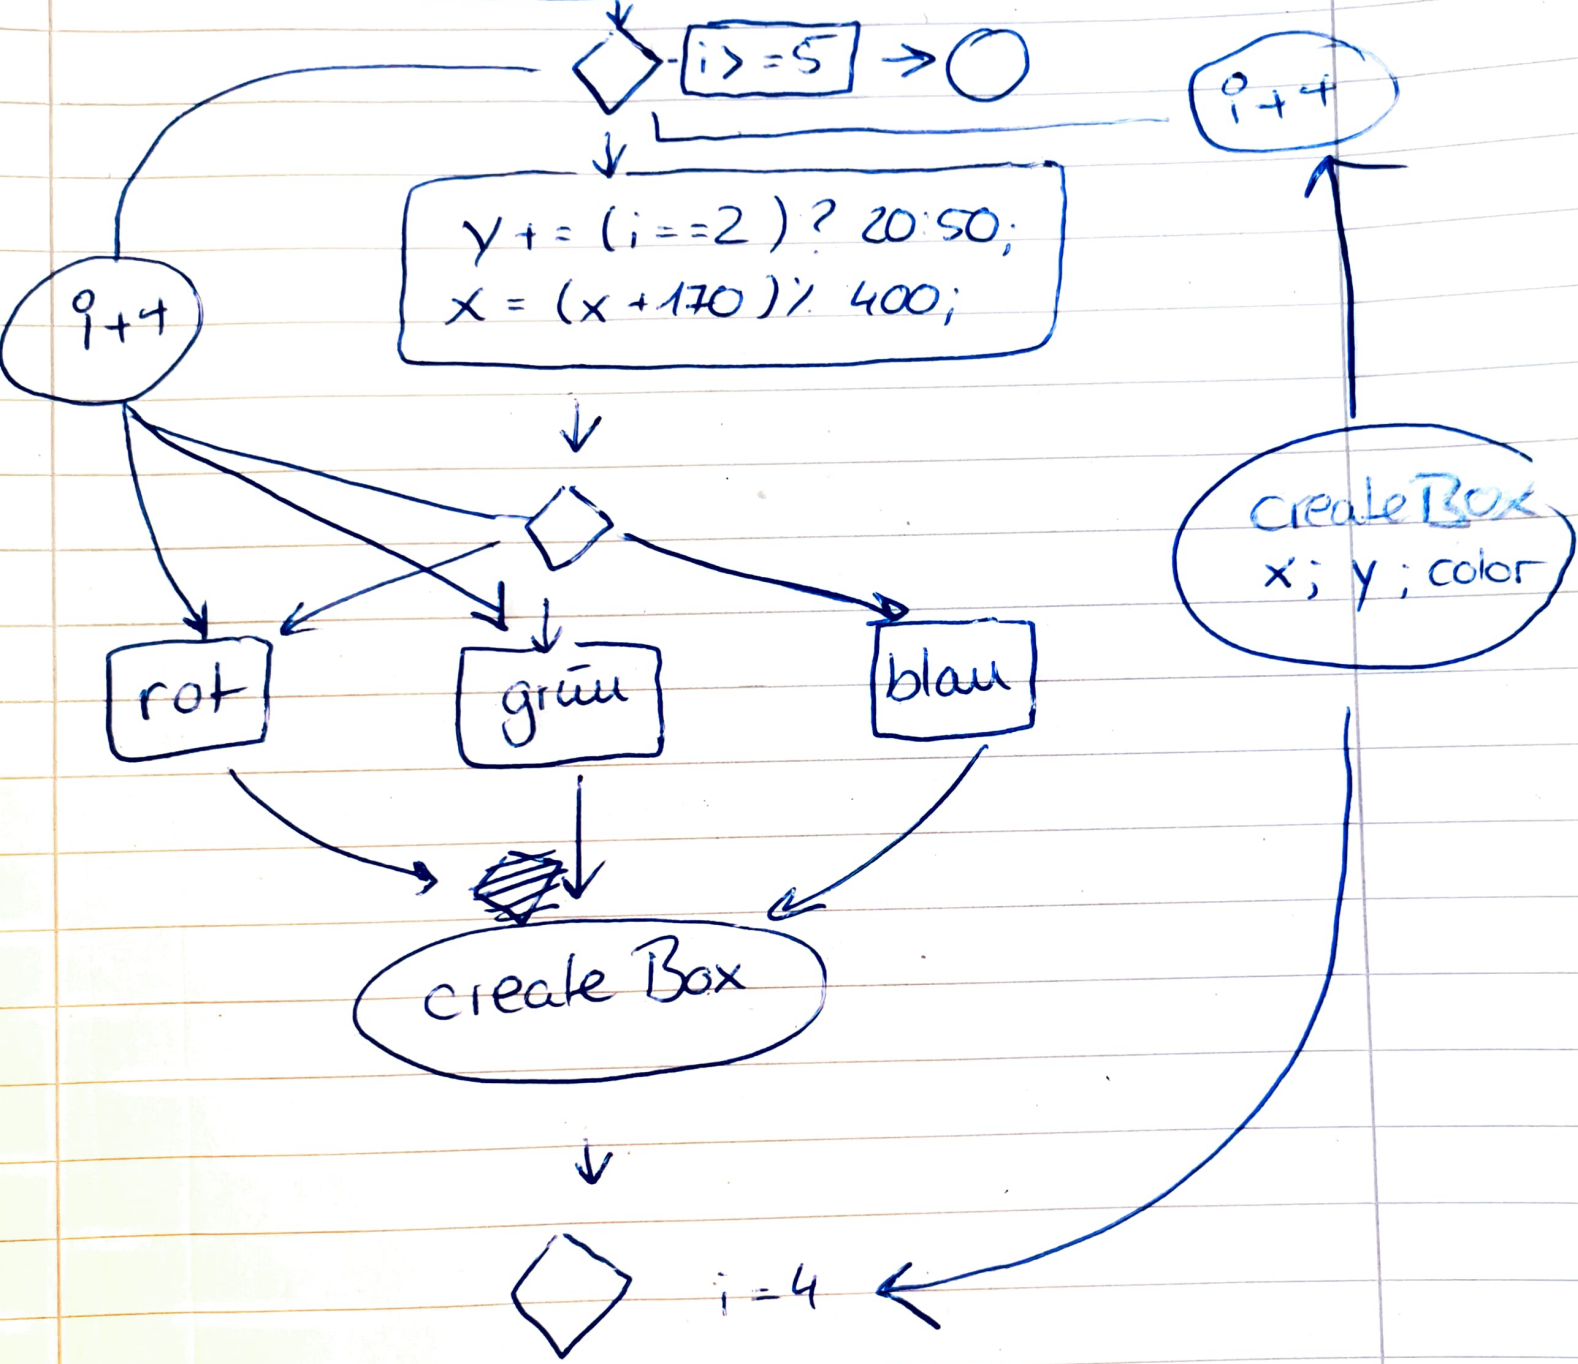 i>=5
i+4
y+= (i==2)? 20:50;
x = (x+170)% 400;
i+4
createBox
x; y; color
rot
grün
blau
create Box
i=4